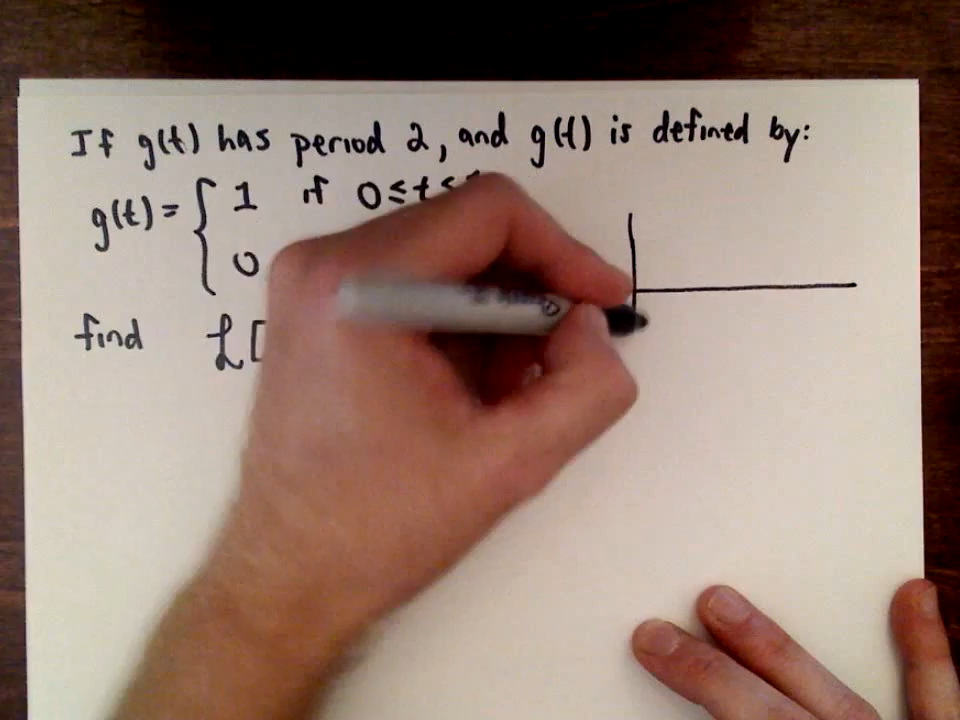 If g(t) has period 2, and g(t) is defined by:
g(t) = { 1 if 0 ≤ t ≤
0
find ℒ[